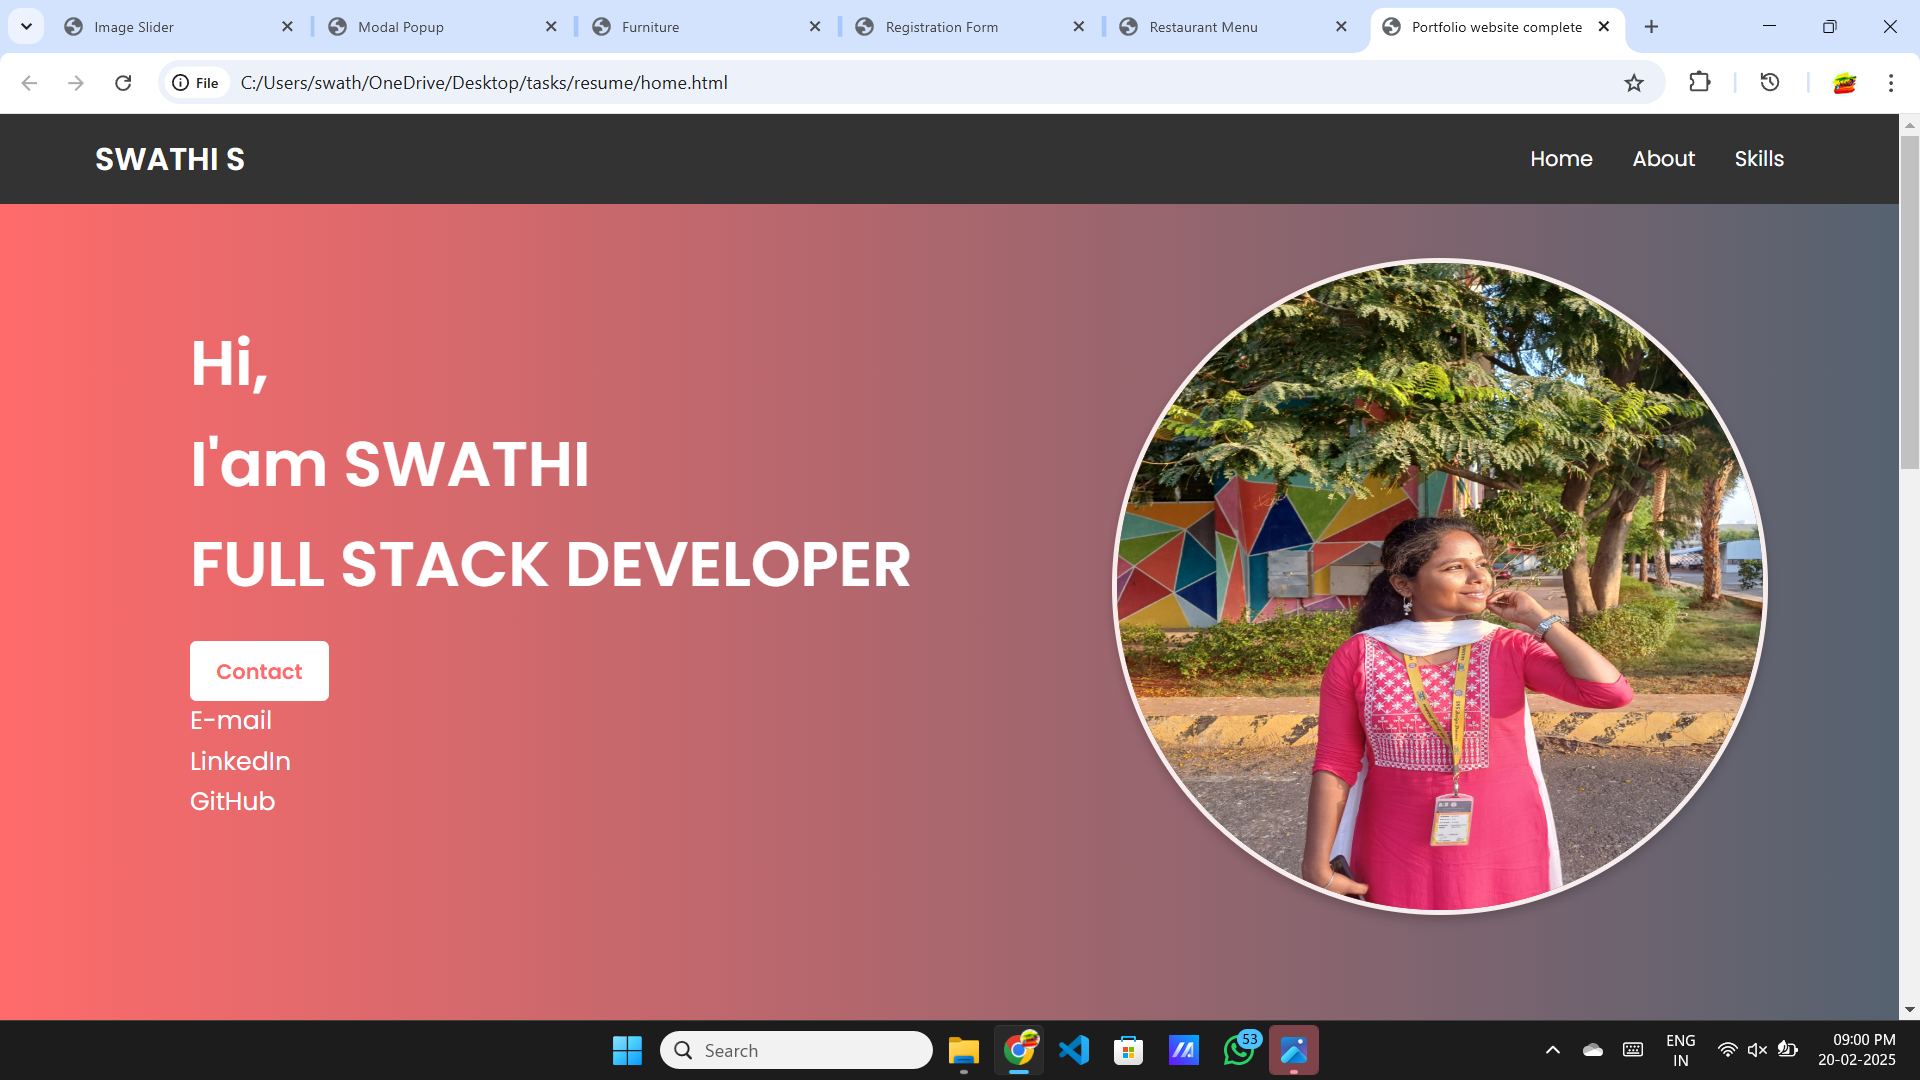 Image Slider
Modal Popup
Furniture
Registration Form
Restaurant Menu
Portfolio website complete
File
C:/Users/swath/OneDrive/Desktop/tasks/resume/home.html
SWATHI S
Home
About
Skills
Hi,
I'am SWATHI
FULL STACK DEVELOPER
Contact
E-mail
LinkedIn
GitHub
Search
53
ENG
IN
09:00 PM
20-02-2025